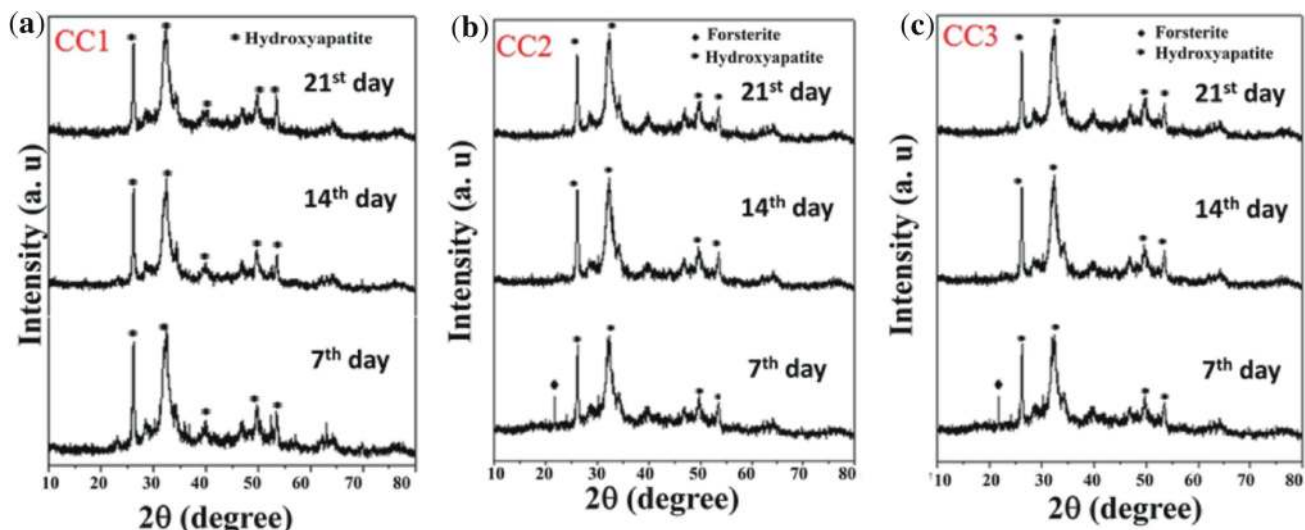 (a)
CC1
Hydroxyapatite
21st day
14th day
7th day
Intensity (a. u)
10 20 30 40 50 60 70 80
2θ (degree)
(b)
CC2
Forsterite
Hydroxyapatite
21st day
14th day
7th day
Intensity (a. u)
10 20 30 40 50 60 70 80
2θ (degree)
(c)
CC3
Forsterite
Hydroxyapatite
21st day
14th day
7th day
Intensity (a. u)
10 20 30 40 50 60 70 80
2θ (degree)